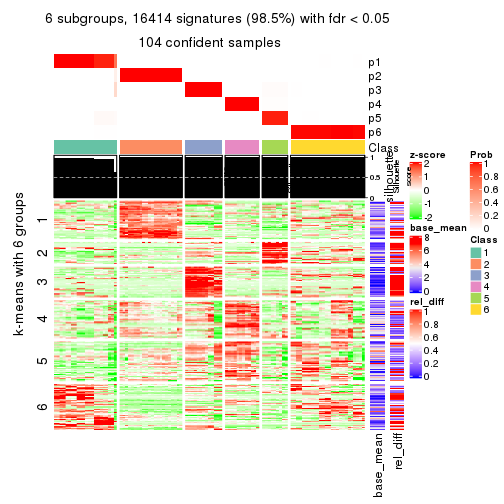 6 subgroups, 16414 signatures (98.5%) with fdr < 0.05
104 confident samples
p1
p2
p3
p4
p5
p6
Class
1
0.5
0
silhouette
Silhouette
score
k-means with 6 groups
1
2
3
4
5
6
base_mean
rel_diff
z-score
2
1
0
-1
-2
base_mean
8
6
4
2
0
rel_diff
1
0.8
0.6
0.4
0.2
0
Prob
1
0.8
0.6
0.4
0.2
0
Class
1
2
3
4
5
6